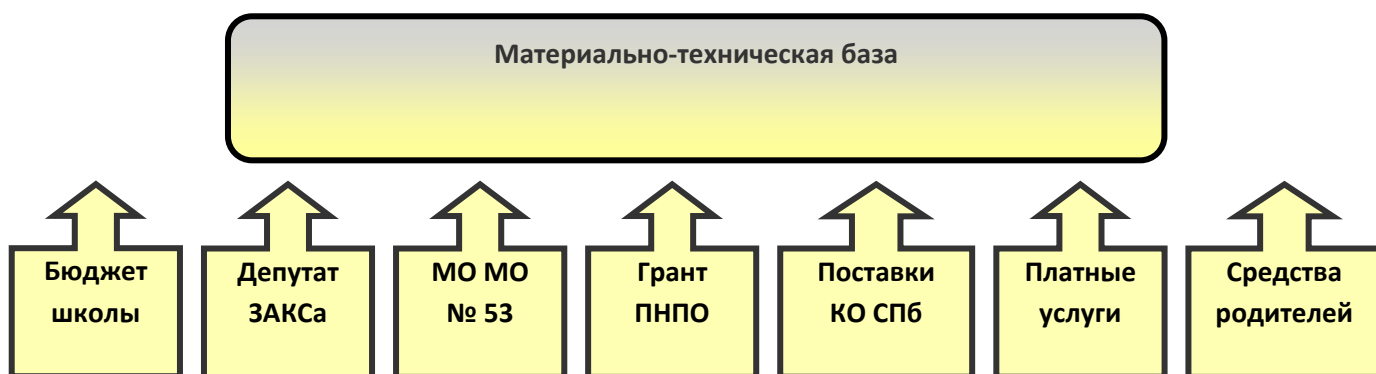 Материально-техническая база
Бюджет
школы
Депутат
ЗАКСа
МО МО
№ 53
Грант
ПНПО
Поставки
КО СПб
Платные
услуги
Средства
родителей